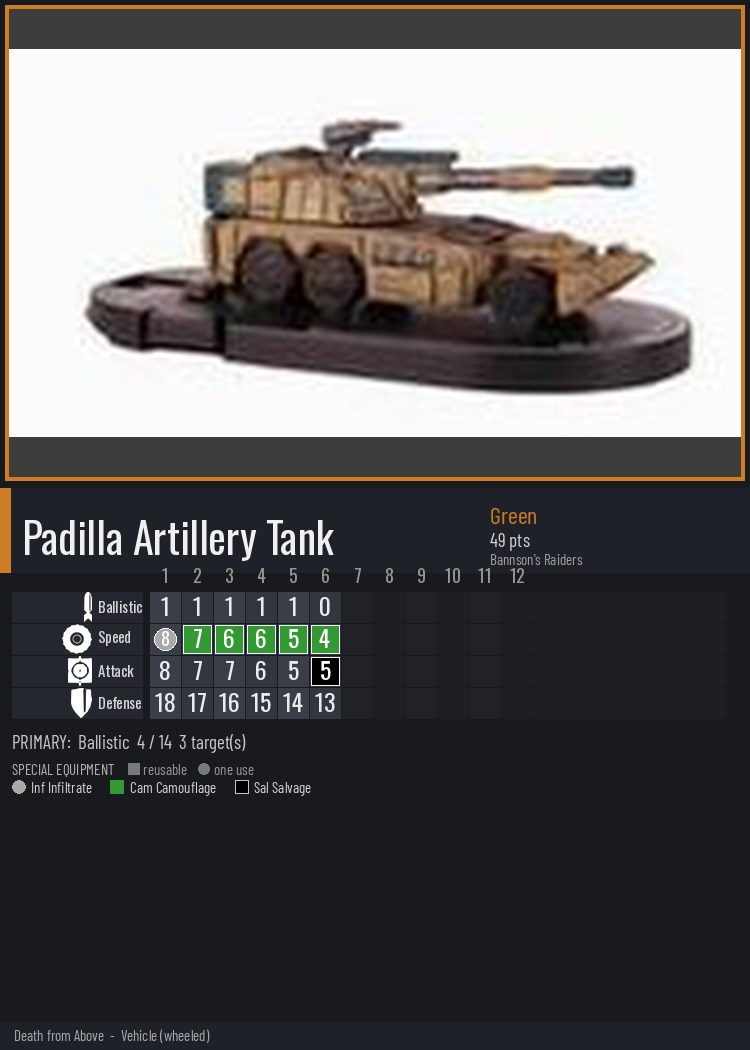 Padilla Artillery Tank
Green
49 pts
Bannson's Raiders
1 2 3 4 5 6 7 8 9 10 11 12
Ballistic 1 1 1 1 1 0
Speed 8 7 6 6 5 4
Attack 8 7 7 6 5 5
Defense 18 17 16 15 14 13
PRIMARY: Ballistic 4 / 14 3 target(s)
SPECIAL EQUIPMENT reusable one use
Inf Infiltrate Cam Camouflage Sal Salvage
Death from Above - Vehicle (wheeled)